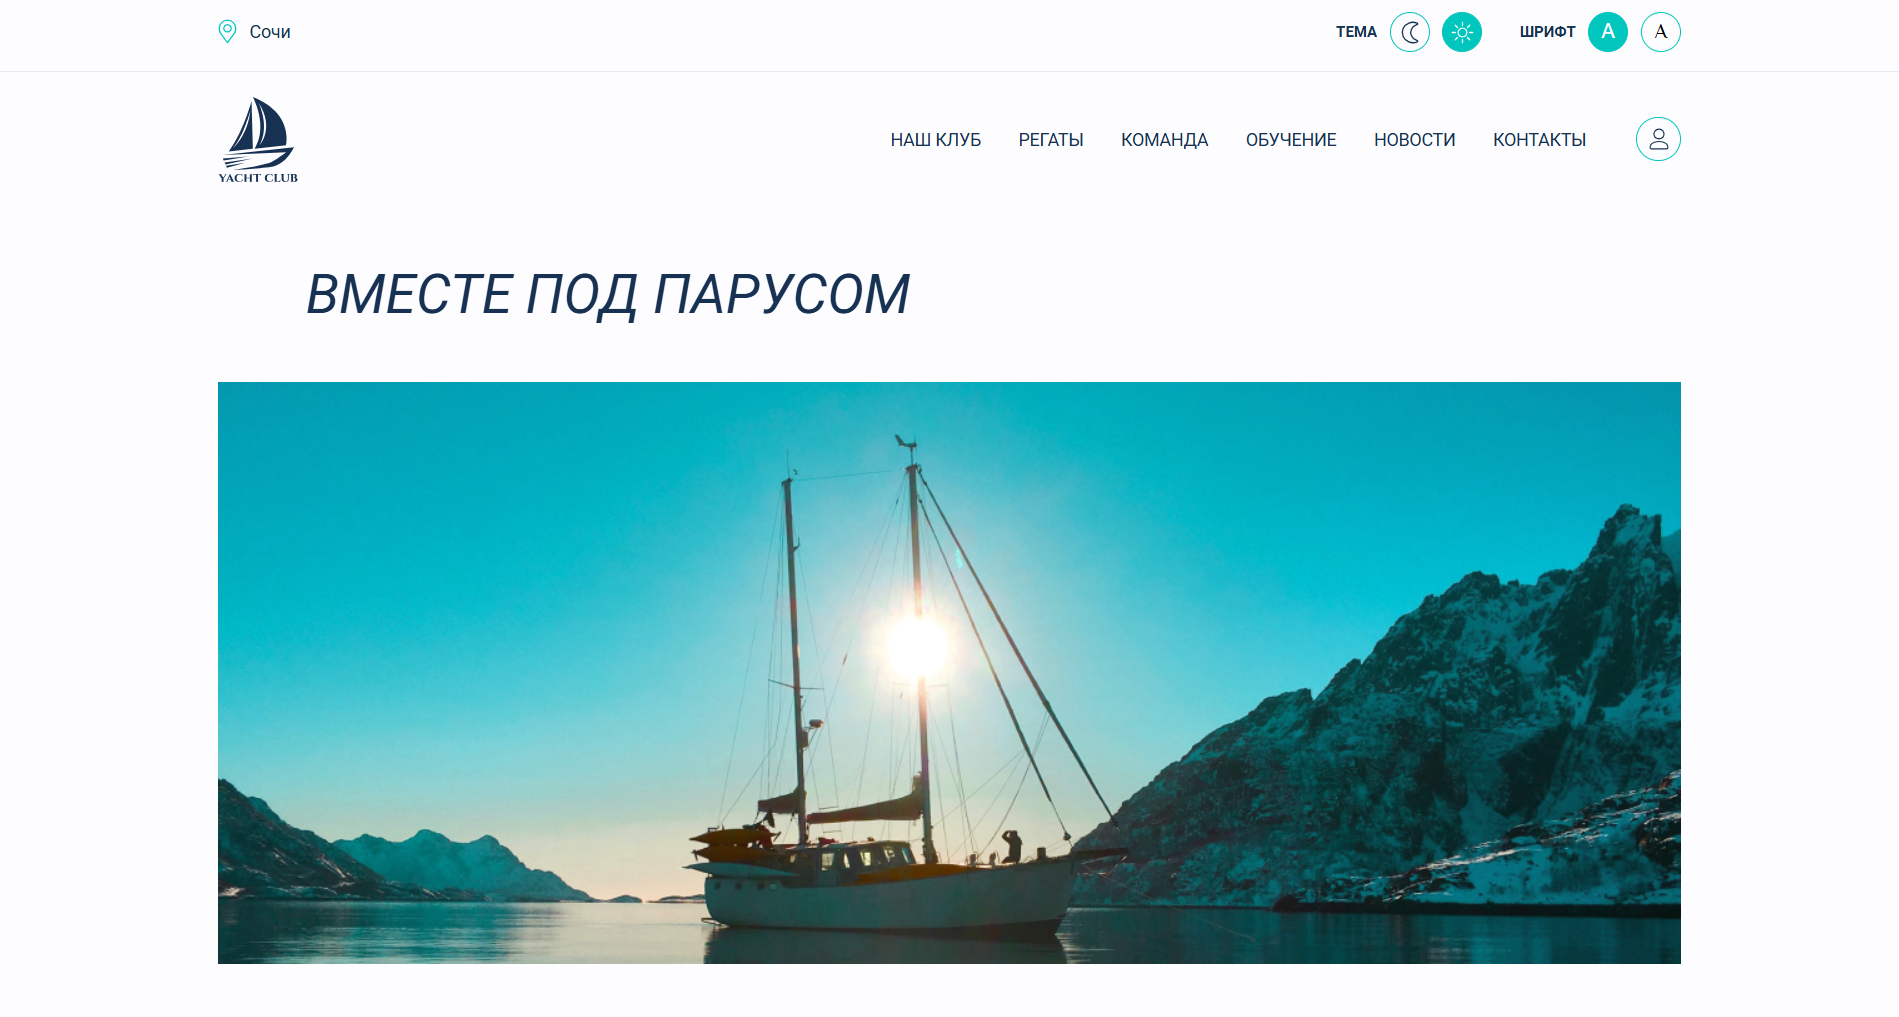 Сочи
ТЕМА
ШРИФТ A A
YACHT CLUB
НАШ КЛУБ РЕГАТЫ КОМАНДА ОБУЧЕНИЕ НОВОСТИ КОНТАКТЫ
ВМЕСТЕ ПОД ПАРУСОМ